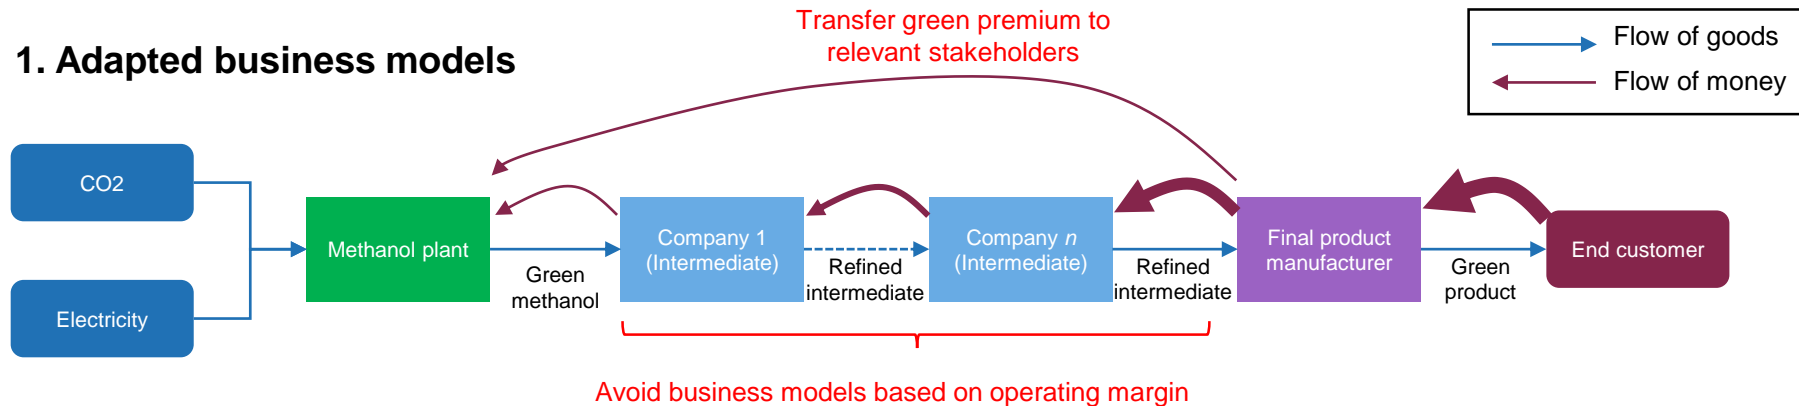 1. Adapted business models
Transfer green premium to
relevant stakeholders
Flow of goods
Flow of money
CO2
Electricity
Methanol plant
Green
methanol
Company 1
(Intermediate)
Refined
intermediate
Company n
(Intermediate)
Refined
intermediate
Final product
manufacturer
Green
product
End customer
Avoid business models based on operating margin